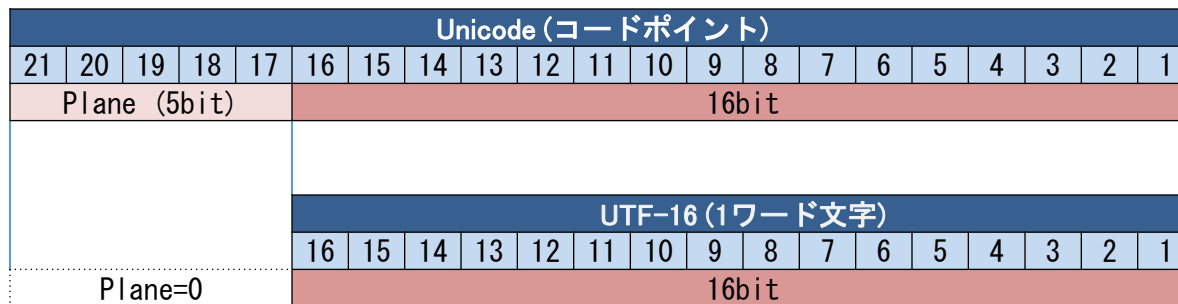 Unicode(コードポイント)
21 20 19 18 17 16 15 14 13 12 11 10 9 8 7 6 5 4 3 2 1
Plane (5bit) 16bit
UTF-16(1ワード文字)
16 15 14 13 12 11 10 9 8 7 6 5 4 3 2 1
Plane=0 16bit